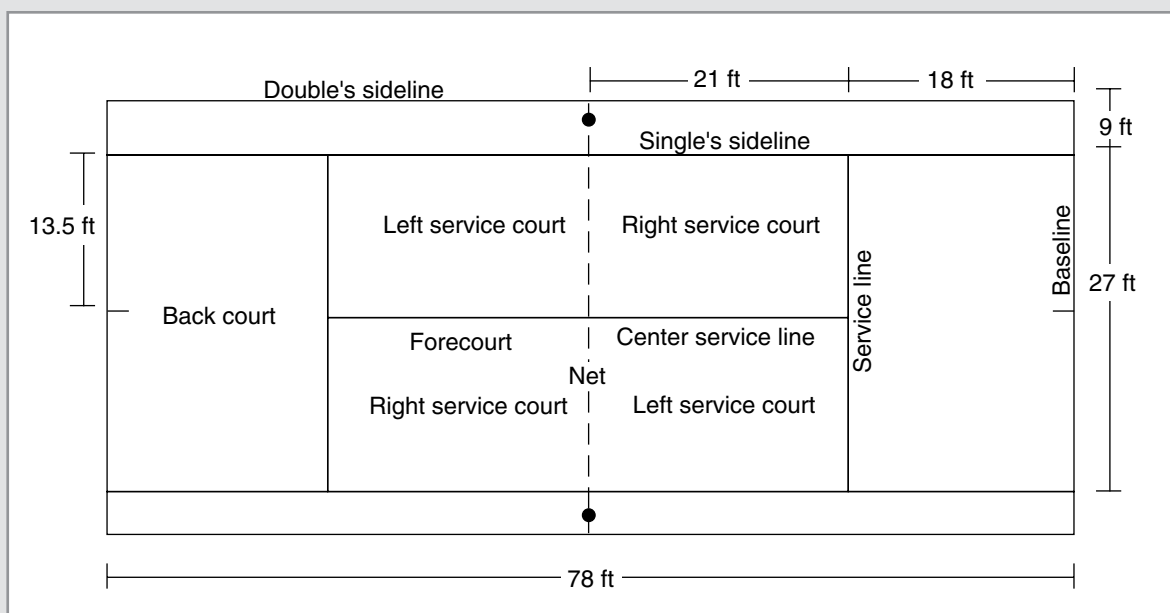 21 ft
18 ft
Double's sideline
9 ft
Single's sideline
13.5 ft
Left service court
Right service court
Baseline
Service line
27 ft
Back court
Forecourt
Center service line
Net
Right service court
Left service court
78 ft